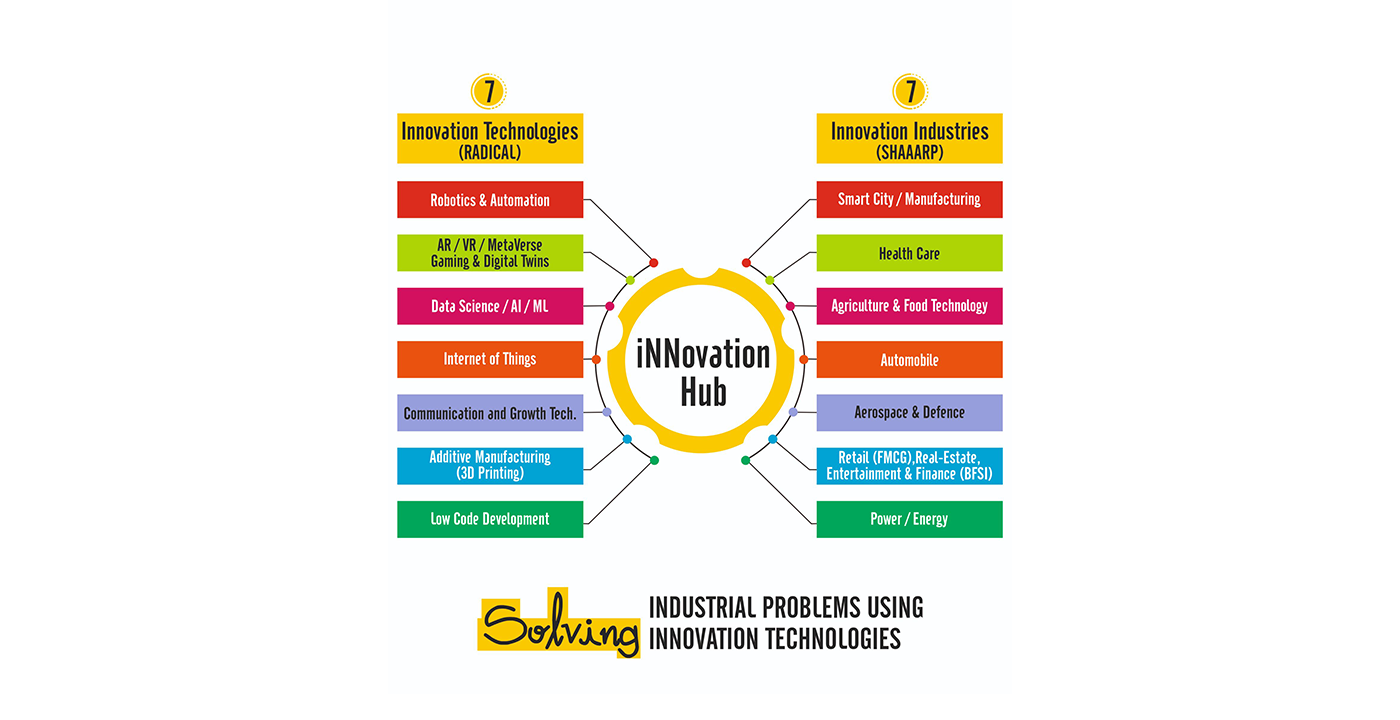 7
Innovation Technologies
(RADICAL)
Robotics & Automation
AR / VR / MetaVerse
Gaming & Digital Twins
Data Science / AI / ML
Internet of Things
Communication and Growth Tech.
Additive Manufacturing
(3D Printing)
Low Code Development
iNNovation
Hub
7
Innovation Industries
(SHAAARP)
Smart City / Manufacturing
Health Care
Agriculture & Food Technology
Automobile
Aerospace & Defence
Retail (FMCG),Real-Estate,
Entertainment & Finance (BFSI)
Power / Energy
Solving
INDUSTRIAL PROBLEMS USING
INNOVATION TECHNOLOGIES